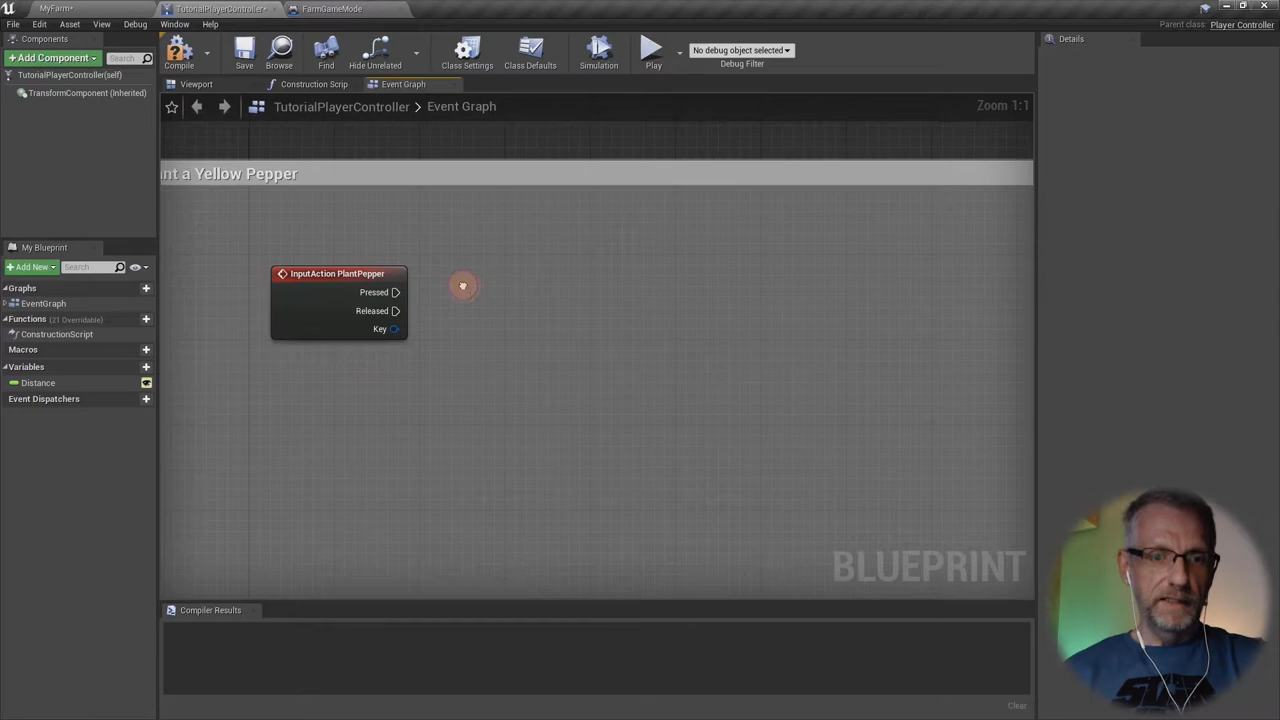 MyFarm*
TutorialPlayerController*
FarmGameMode
File Edit Asset View Debug Window Help
Parent class: Player Controller
Components
Details
+ Add Component
Search
Compile
Save
Browse
Find
Hide Unrelated
Class Settings
Class Defaults
Simulation
Play
No debug object selected
Debug Filter
TutorialPlayerController(self)
TransformComponent (Inherited)
Viewport
Construction Scrip
Event Graph
TutorialPlayerController > Event Graph
Zoom 1:1
nt a Yellow Pepper
My Blueprint
+ Add New
Search
Graphs
EventGraph
Functions (21 Overridable)
ConstructionScript
Macros
Variables
Distance
Event Dispatchers
InputAction PlantPepper
Pressed
Released
Key
BLUEPRINT
Compiler Results
Clear